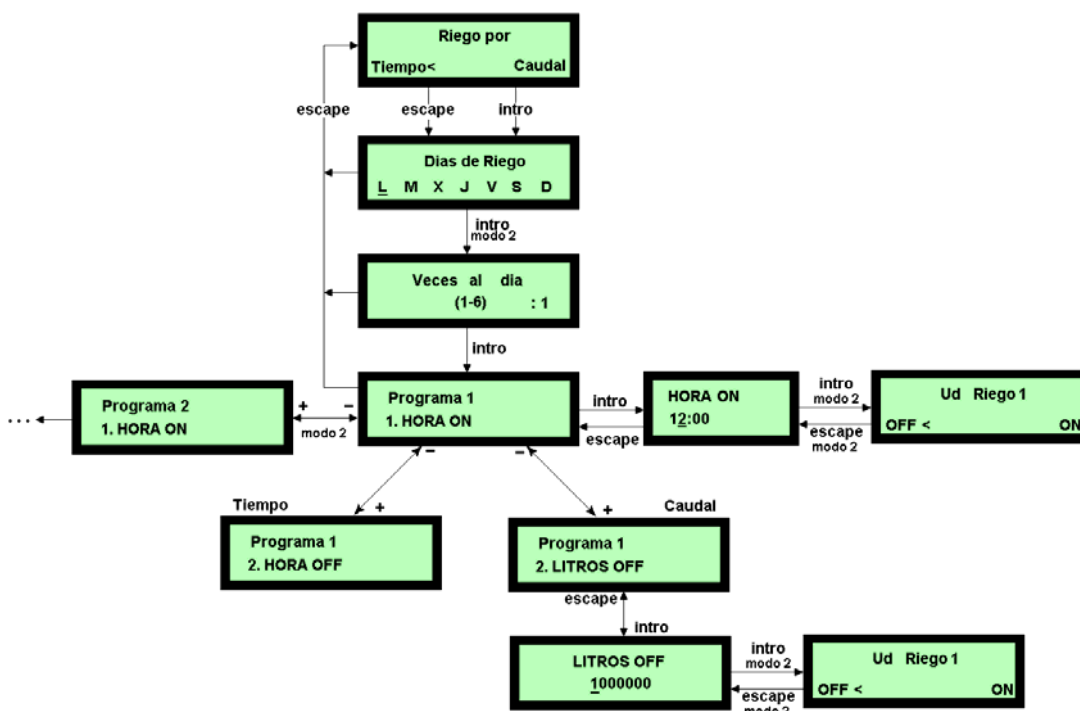 Riego por
Tiempo< Caudal
escape escape intro
Dias de Riego
L M X J V S D
intro
modo 2
Veces al dia
(1-6) : 1
intro
Programa 2
1. HORA ON
+ -
modo 2
Programa 1
1. HORA ON
intro
escape
HORA ON
12:00
intro
modo 2
escape
modo 2
Ud Riego 1
OFF < ON
... 
- -
Tiempo + + Caudal
Programa 1
2. HORA OFF
Programa 1
2. LITROS OFF
escape
intro
LITROS OFF
1000000
intro
modo 2
escape
modo 2
Ud Riego 1
OFF < ON